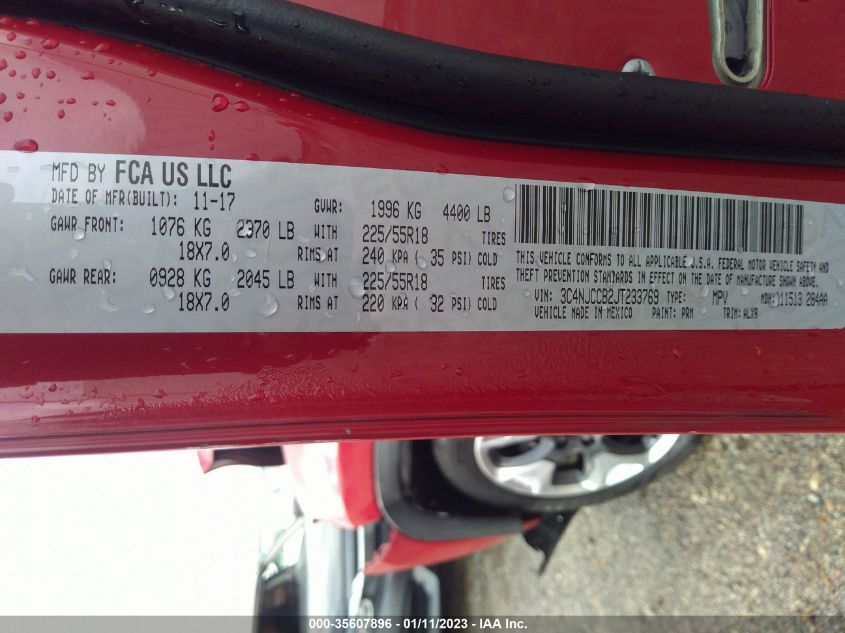 MFD BY FCA US LLC
DATE OF MFR(BUILT): 11-17 GVWR: 1996 KG 4400 LB
GAWR FRONT: 1076 KG 2370 LB WITH 225/55R18 TIRES
18X7.0 RIMS AT 240 KPA ( 35 PSI) COLD
GAWR REAR: 0928 KG 2045 LB WITH 225/55R18 TIRES
18X7.0 RIMS AT 220 KPA ( 32 PSI) COLD
THIS VEHICLE CONFORMS TO ALL APPLICABLE U.S.A. FEDERAL MOTOR VEHICLE SAFETY AND
THEFT PREVENTION STANDARDS IN EFFECT ON THE DATE OF MANUFACTURE SHOWN ABOVE.
VIN: 3C4NJCCB2JT233769 TYPE: MPV MDH: 111513 284AA
VEHICLE MADE IN MEXICO PAINT: PRM TRIM: ALX9
000-35607896 - 01/11/2023 - IAA Inc.